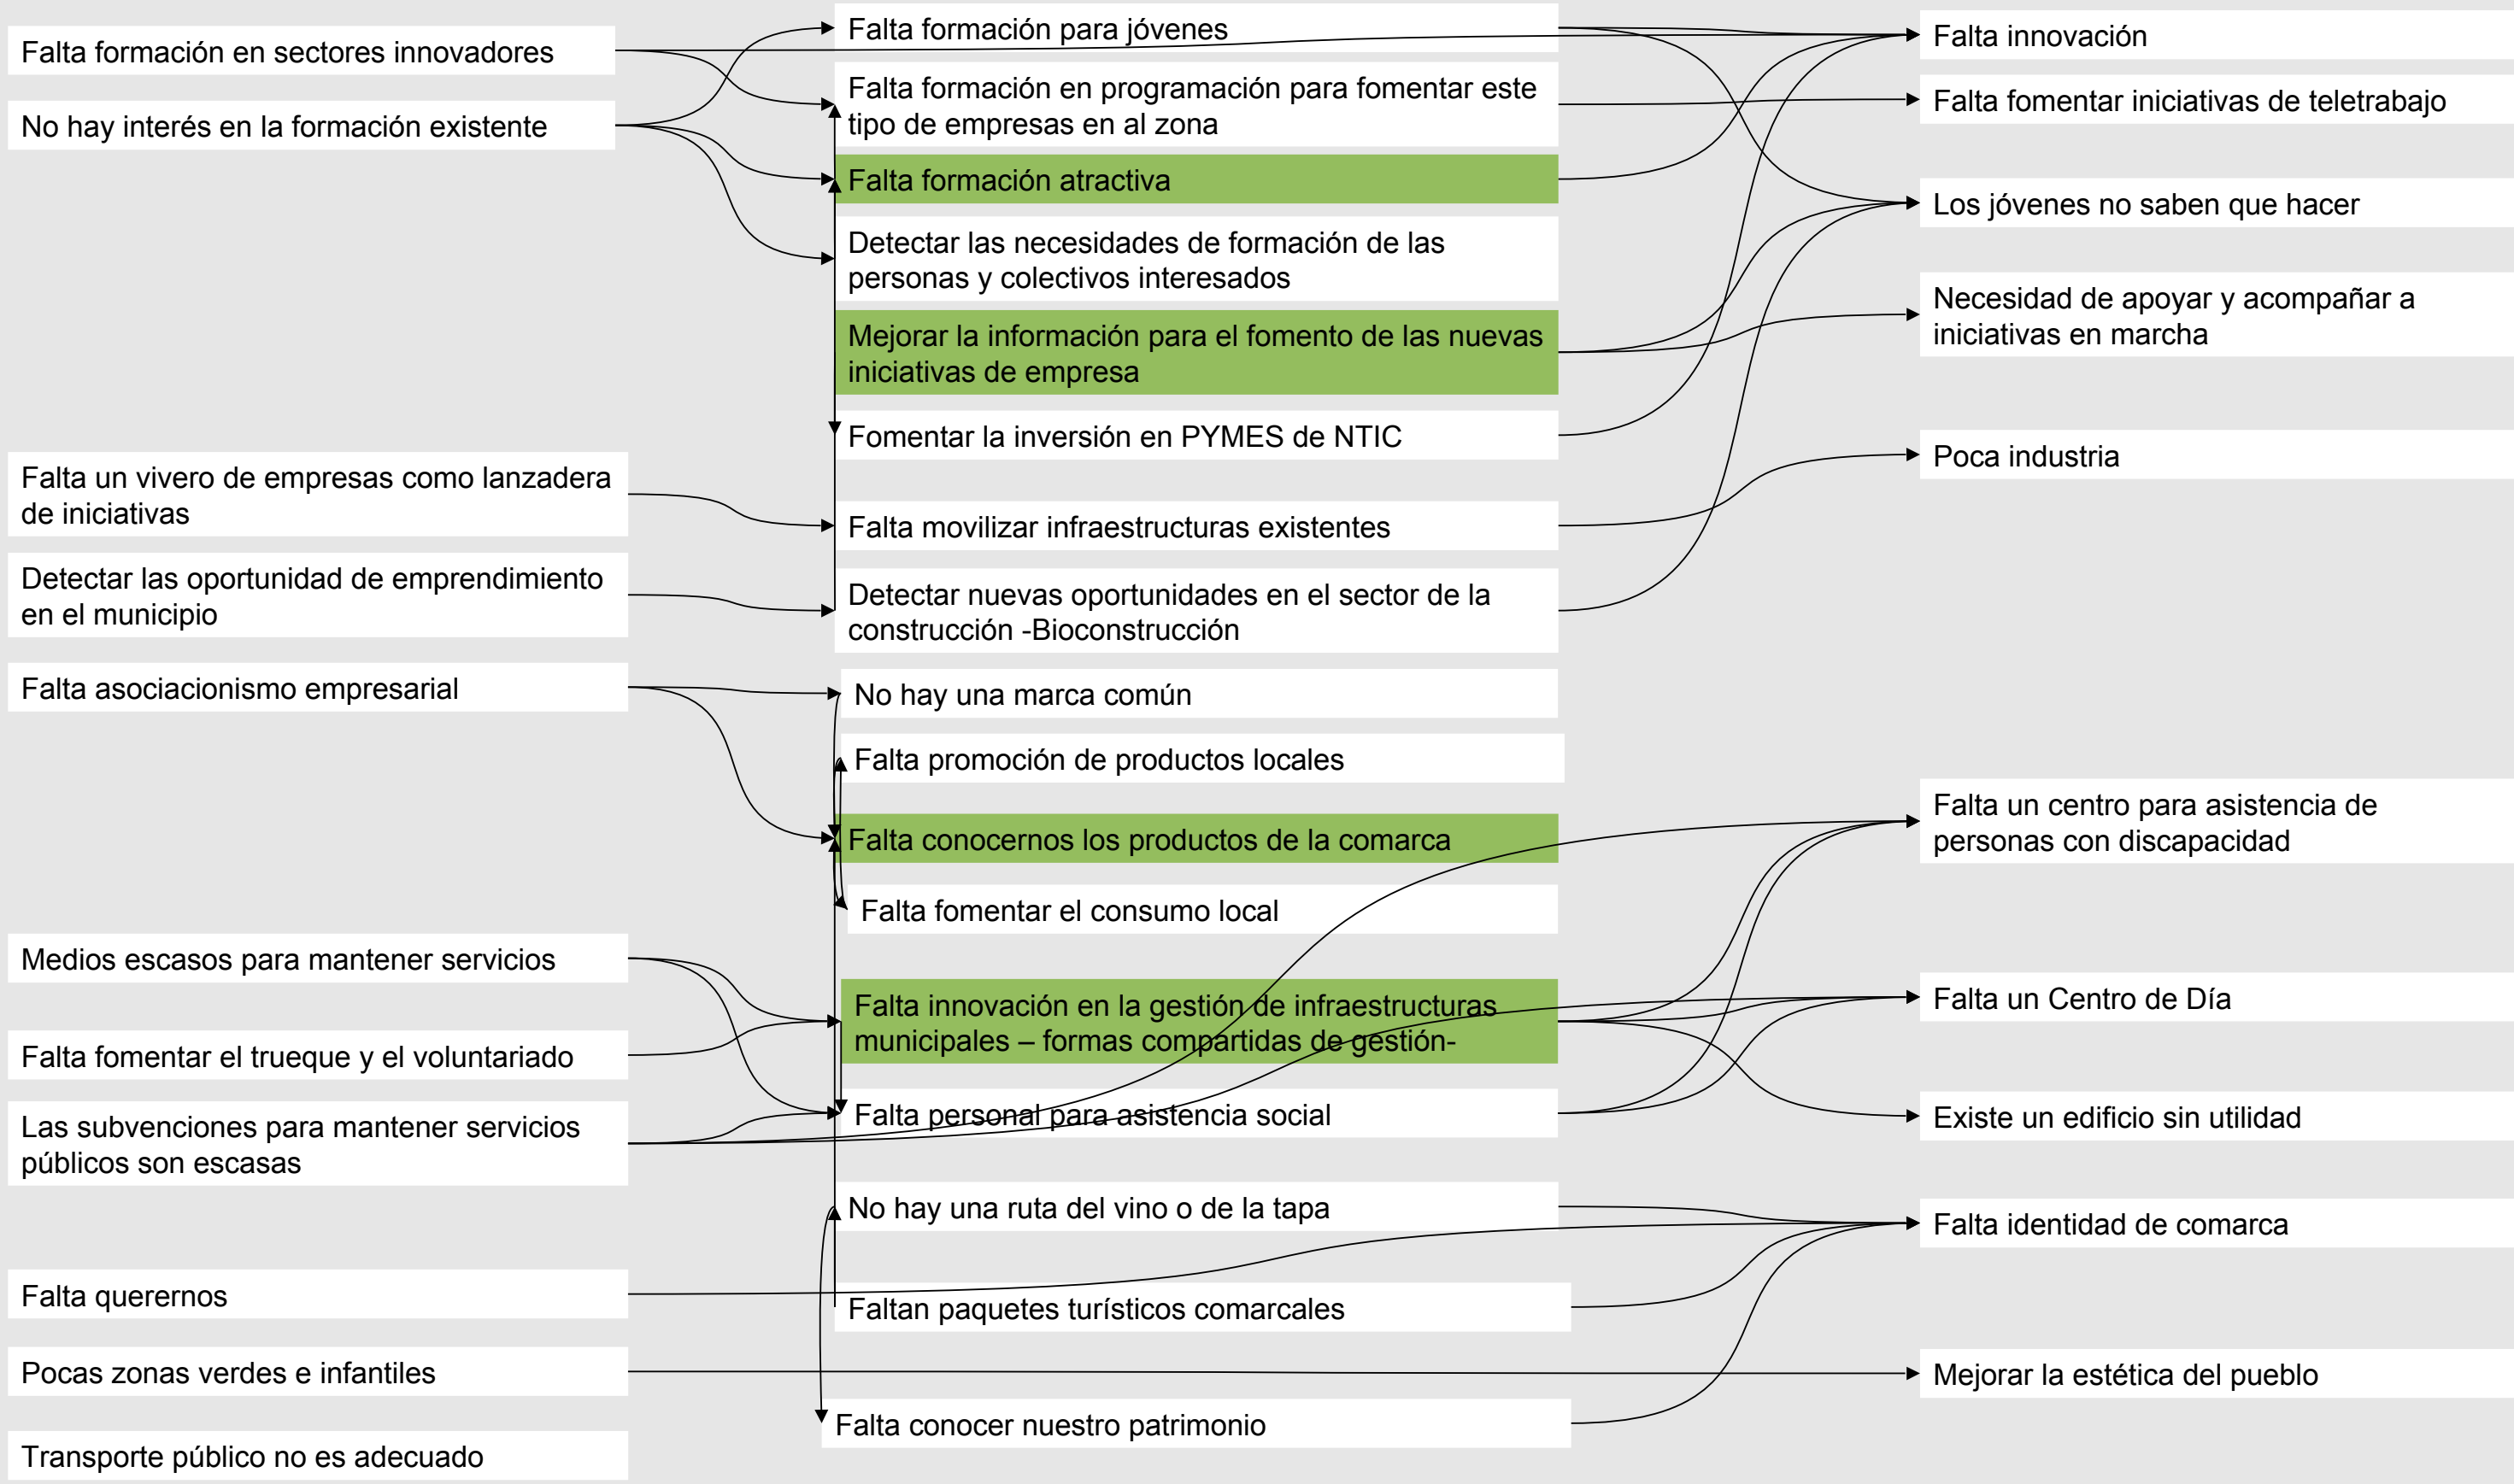 Falta formación en sectores innovadores
No hay interés en la formación existente
Falta un vivero de empresas como lanzadera
de iniciativas
Detectar las oportunidad de emprendimiento
en el municipio
Falta asociacionismo empresarial
Medios escasos para mantener servicios
Falta fomentar el trueque y el voluntariado
Las subvenciones para mantener servicios
públicos son escasas
Falta querernos
Pocas zonas verdes e infantiles
Transporte público no es adecuado
Falta formación para jóvenes
Falta formación en programación para fomentar este
tipo de empresas en al zona
Falta formación atractiva
Detectar las necesidades de formación de las
personas y colectivos interesados
Mejorar la información para el fomento de las nuevas
iniciativas de empresa
Fomentar la inversión en PYMES de NTIC
Falta movilizar infraestructuras existentes
Detectar nuevas oportunidades en el sector de la
construcción -Bioconstrucción
No hay una marca común
Falta promoción de productos locales
Falta conocernos los productos de la comarca
Falta fomentar el consumo local
Falta innovación en la gestión de infraestructuras
municipales – formas compartidas de gestión-
Falta personal para asistencia social
No hay una ruta del vino o de la tapa
Faltan paquetes turísticos comarcales
Falta conocer nuestro patrimonio
Falta innovación
Falta fomentar iniciativas de teletrabajo
Los jóvenes no saben que hacer
Necesidad de apoyar y acompañar a
iniciativas en marcha
Poca industria
Falta un centro para asistencia de
personas con discapacidad
Falta un Centro de Día
Existe un edificio sin utilidad
Falta identidad de comarca
Mejorar la estética del pueblo